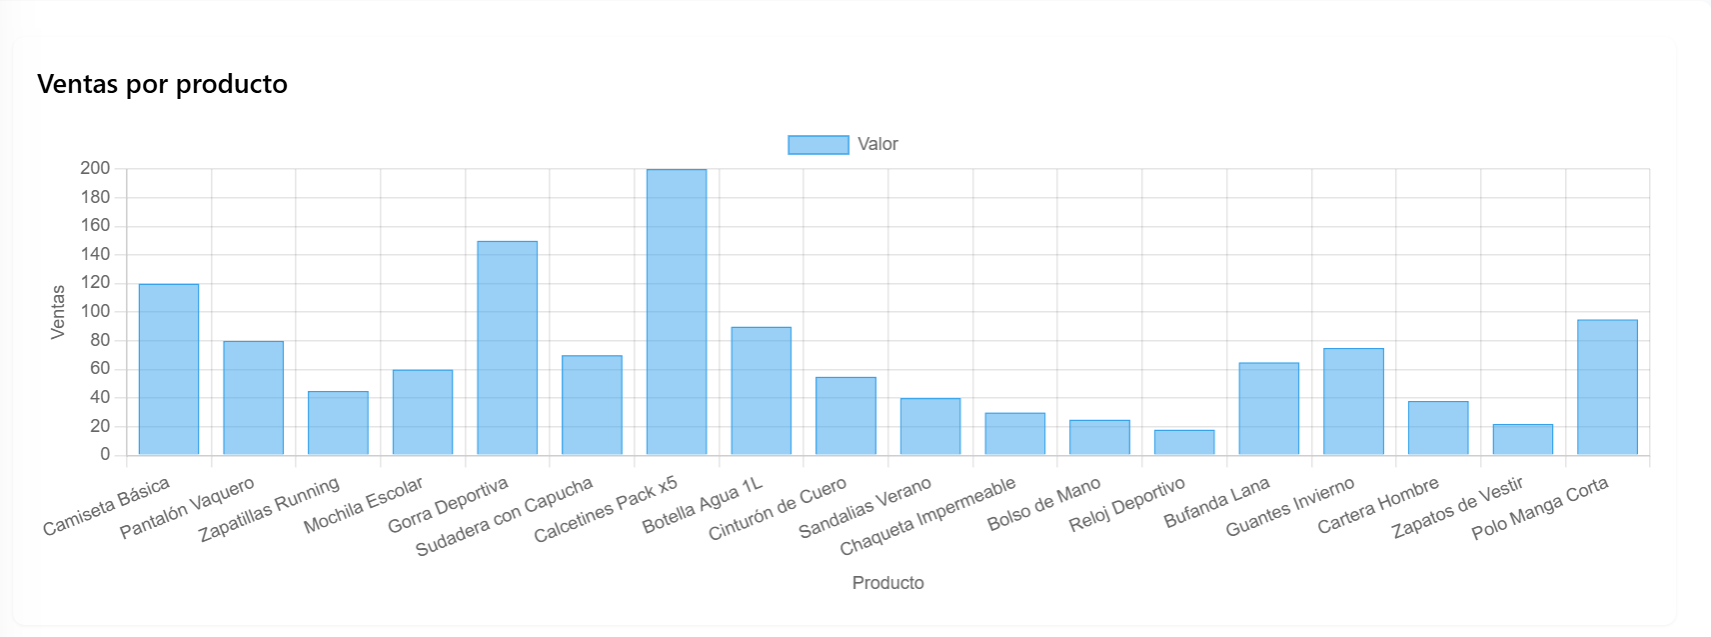 Ventas por producto
Valor
200
180
160
140
120
100
80
60
40
20
0
Ventas
Camiseta Básica
Pantalón Vaquero
Zapatillas Running
Mochila Escolar
Gorra Deportiva
Sudadera con Capucha
Calcetines Pack x5
Botella Agua 1L
Cinturón de Cuero
Sandalias Verano
Chaqueta Impermeable
Bolso de Mano
Reloj Deportivo
Bufanda Lana
Guantes Invierno
Cartera Hombre
Zapatos de Vestir
Polo Manga Corta
Producto